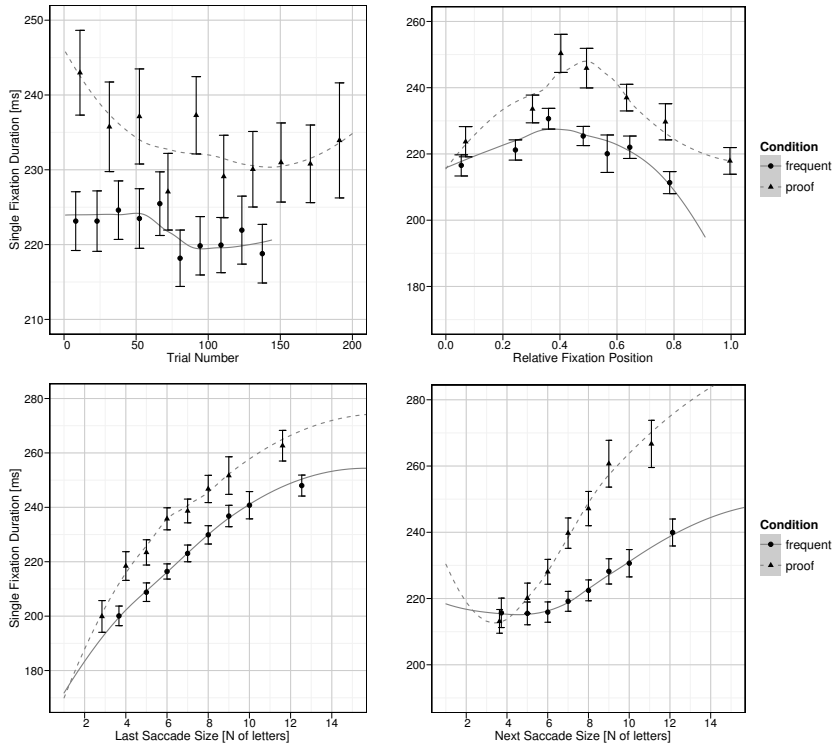 250
240
230
220
210
Single Fixation Duration [ms]
0 50 100 150 200
Trial Number
260
240
220
200
180
0.0 0.2 0.4 0.6 0.8 1.0
Relative Fixation Position
Condition
frequent
proof
280
260
240
220
200
180
Single Fixation Duration [ms]
2 4 6 8 10 12 14
Last Saccade Size [N of letters]
280
260
240
220
200
2 4 6 8 10 12 14
Next Saccade Size [N of letters]
Condition
frequent
proof